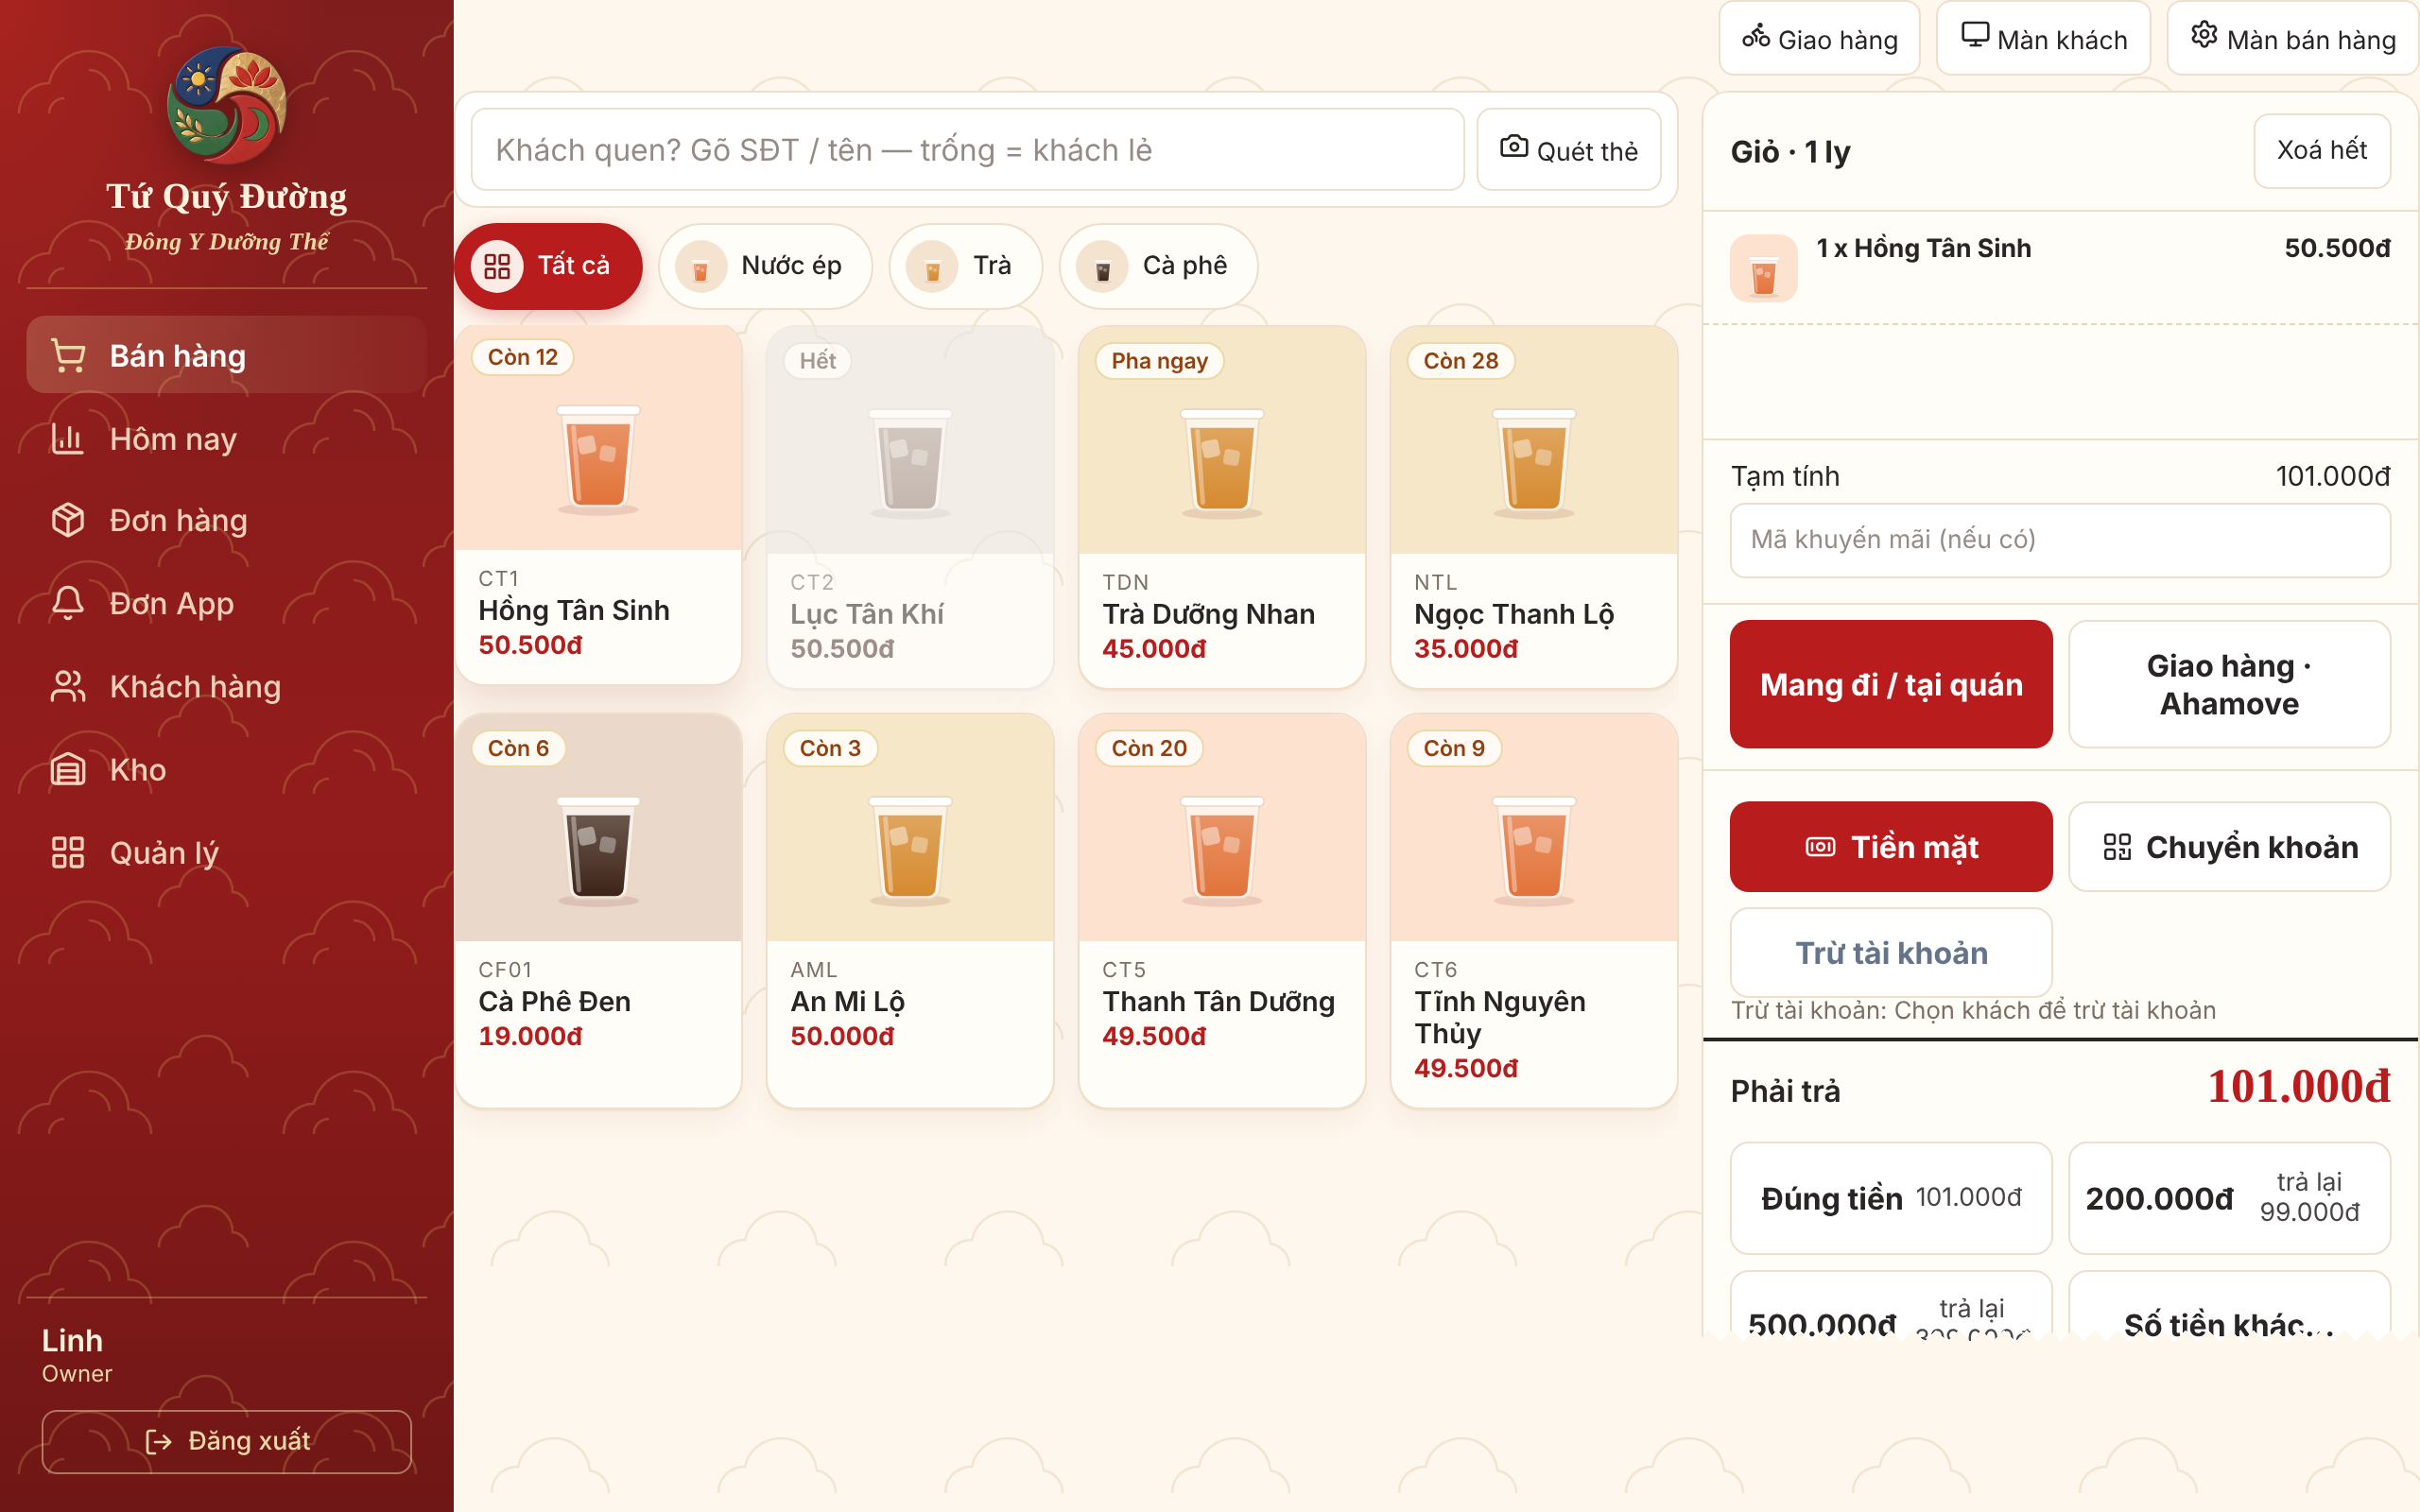 Tứ Quý Đường
Đông Y Dưỡng Thể
Bán hàng
Hôm nay
Đơn hàng
Đơn App
Khách hàng
Kho
Quản lý
Linh
Owner
Đăng xuất
Giao hàng
Màn khách
Màn bán hàng
Khách quen? Gõ SĐT / tên — trống = khách lẻ
Quét thẻ
Tất cả
Nước ép
Trà
Cà phê
Còn 12
CT1
Hồng Tân Sinh
50.500đ
Hết
CT2
Lục Tân Khí
50.500đ
Pha ngay
TDN
Trà Dưỡng Nhan
45.000đ
Còn 28
NTL
Ngọc Thanh Lộ
35.000đ
Còn 6
CF01
Cà Phê Đen
19.000đ
Còn 3
AML
An Mi Lộ
50.000đ
Còn 20
CT5
Thanh Tân Dưỡng
49.500đ
Còn 9
CT6
Tĩnh Nguyên
Thủy
49.500đ
Giỏ · 1 ly
Xoá hết
1 x Hồng Tân Sinh
50.500đ
Tạm tính
101.000đ
Mã khuyến mãi (nếu có)
Mang đi / tại quán
Giao hàng ·
Ahamove
Tiền mặt
Chuyển khoản
Trừ tài khoản
Trừ tài khoản: Chọn khách để trừ tài khoản
Phải trả
101.000đ
Đúng tiền 101.000đ
200.000đ
trả lại
99.000đ
500.000đ
trả lại
Số tiền khác...